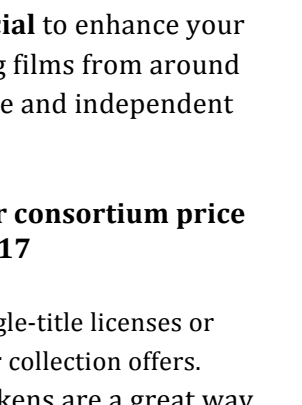 cial to enhance your
g films from around
e and independent
r consortium price
17
gle-title licenses or
r collection offers.
kens are a great way